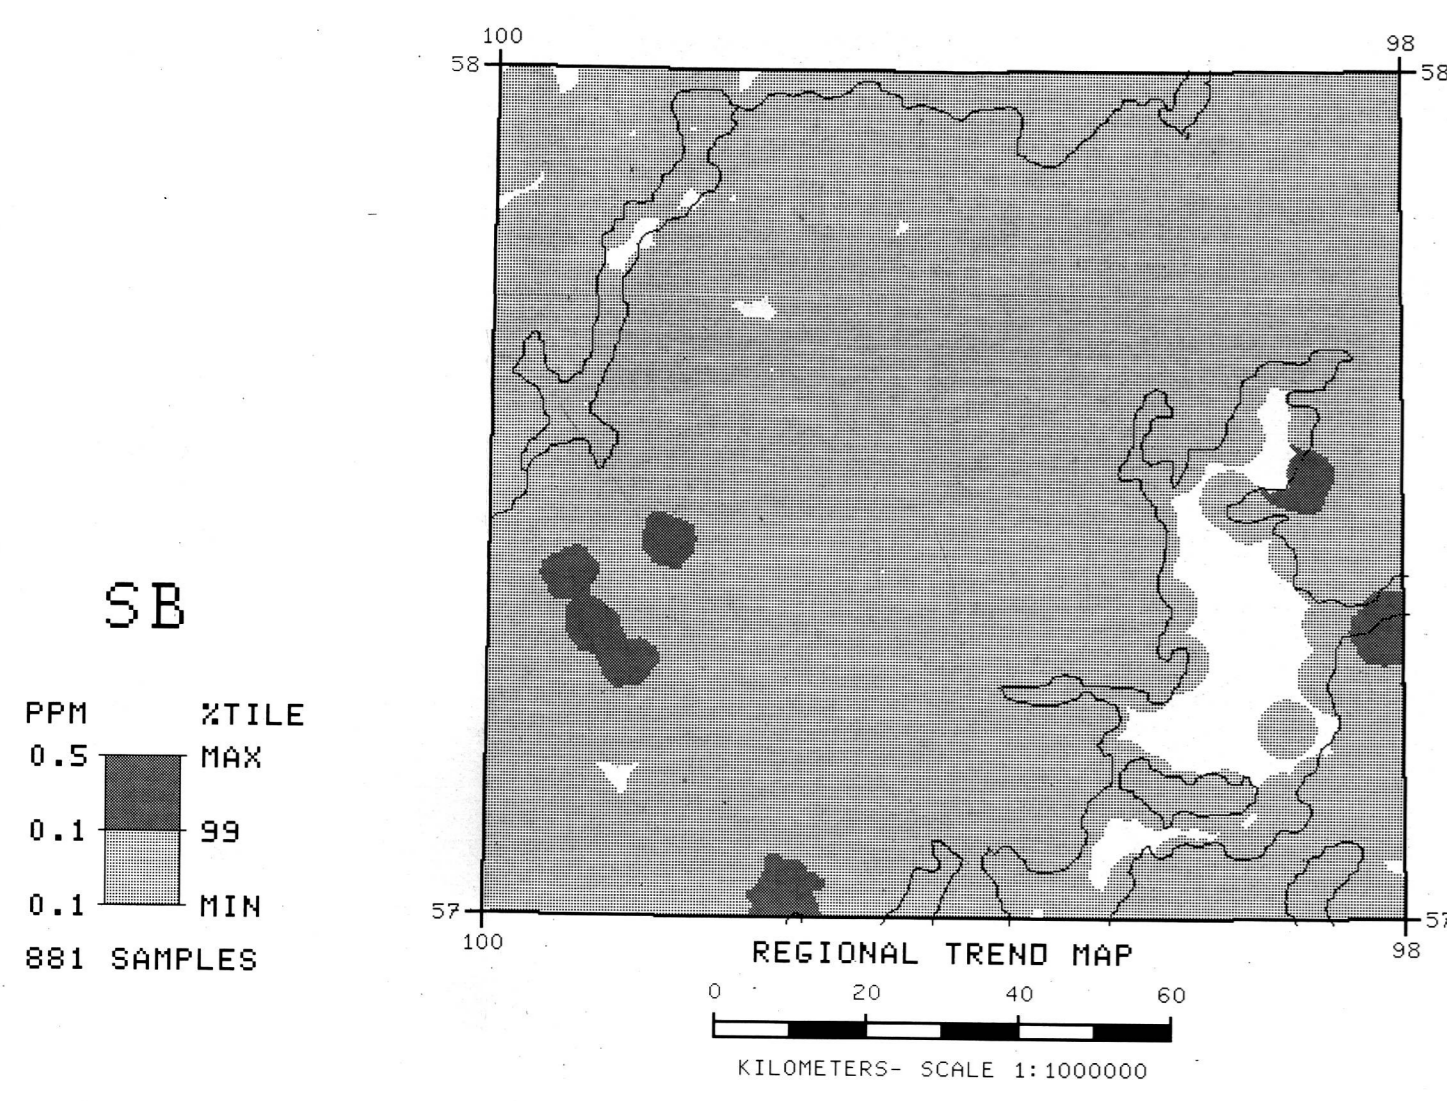 100 98
58 58
SB
PPM %TILE
0.5 MAX
0.1 99
0.1 MIN
881 SAMPLES
57 57
100 98
REGIONAL TREND MAP
0 20 40 60
KILOMETERS- SCALE 1:1000000